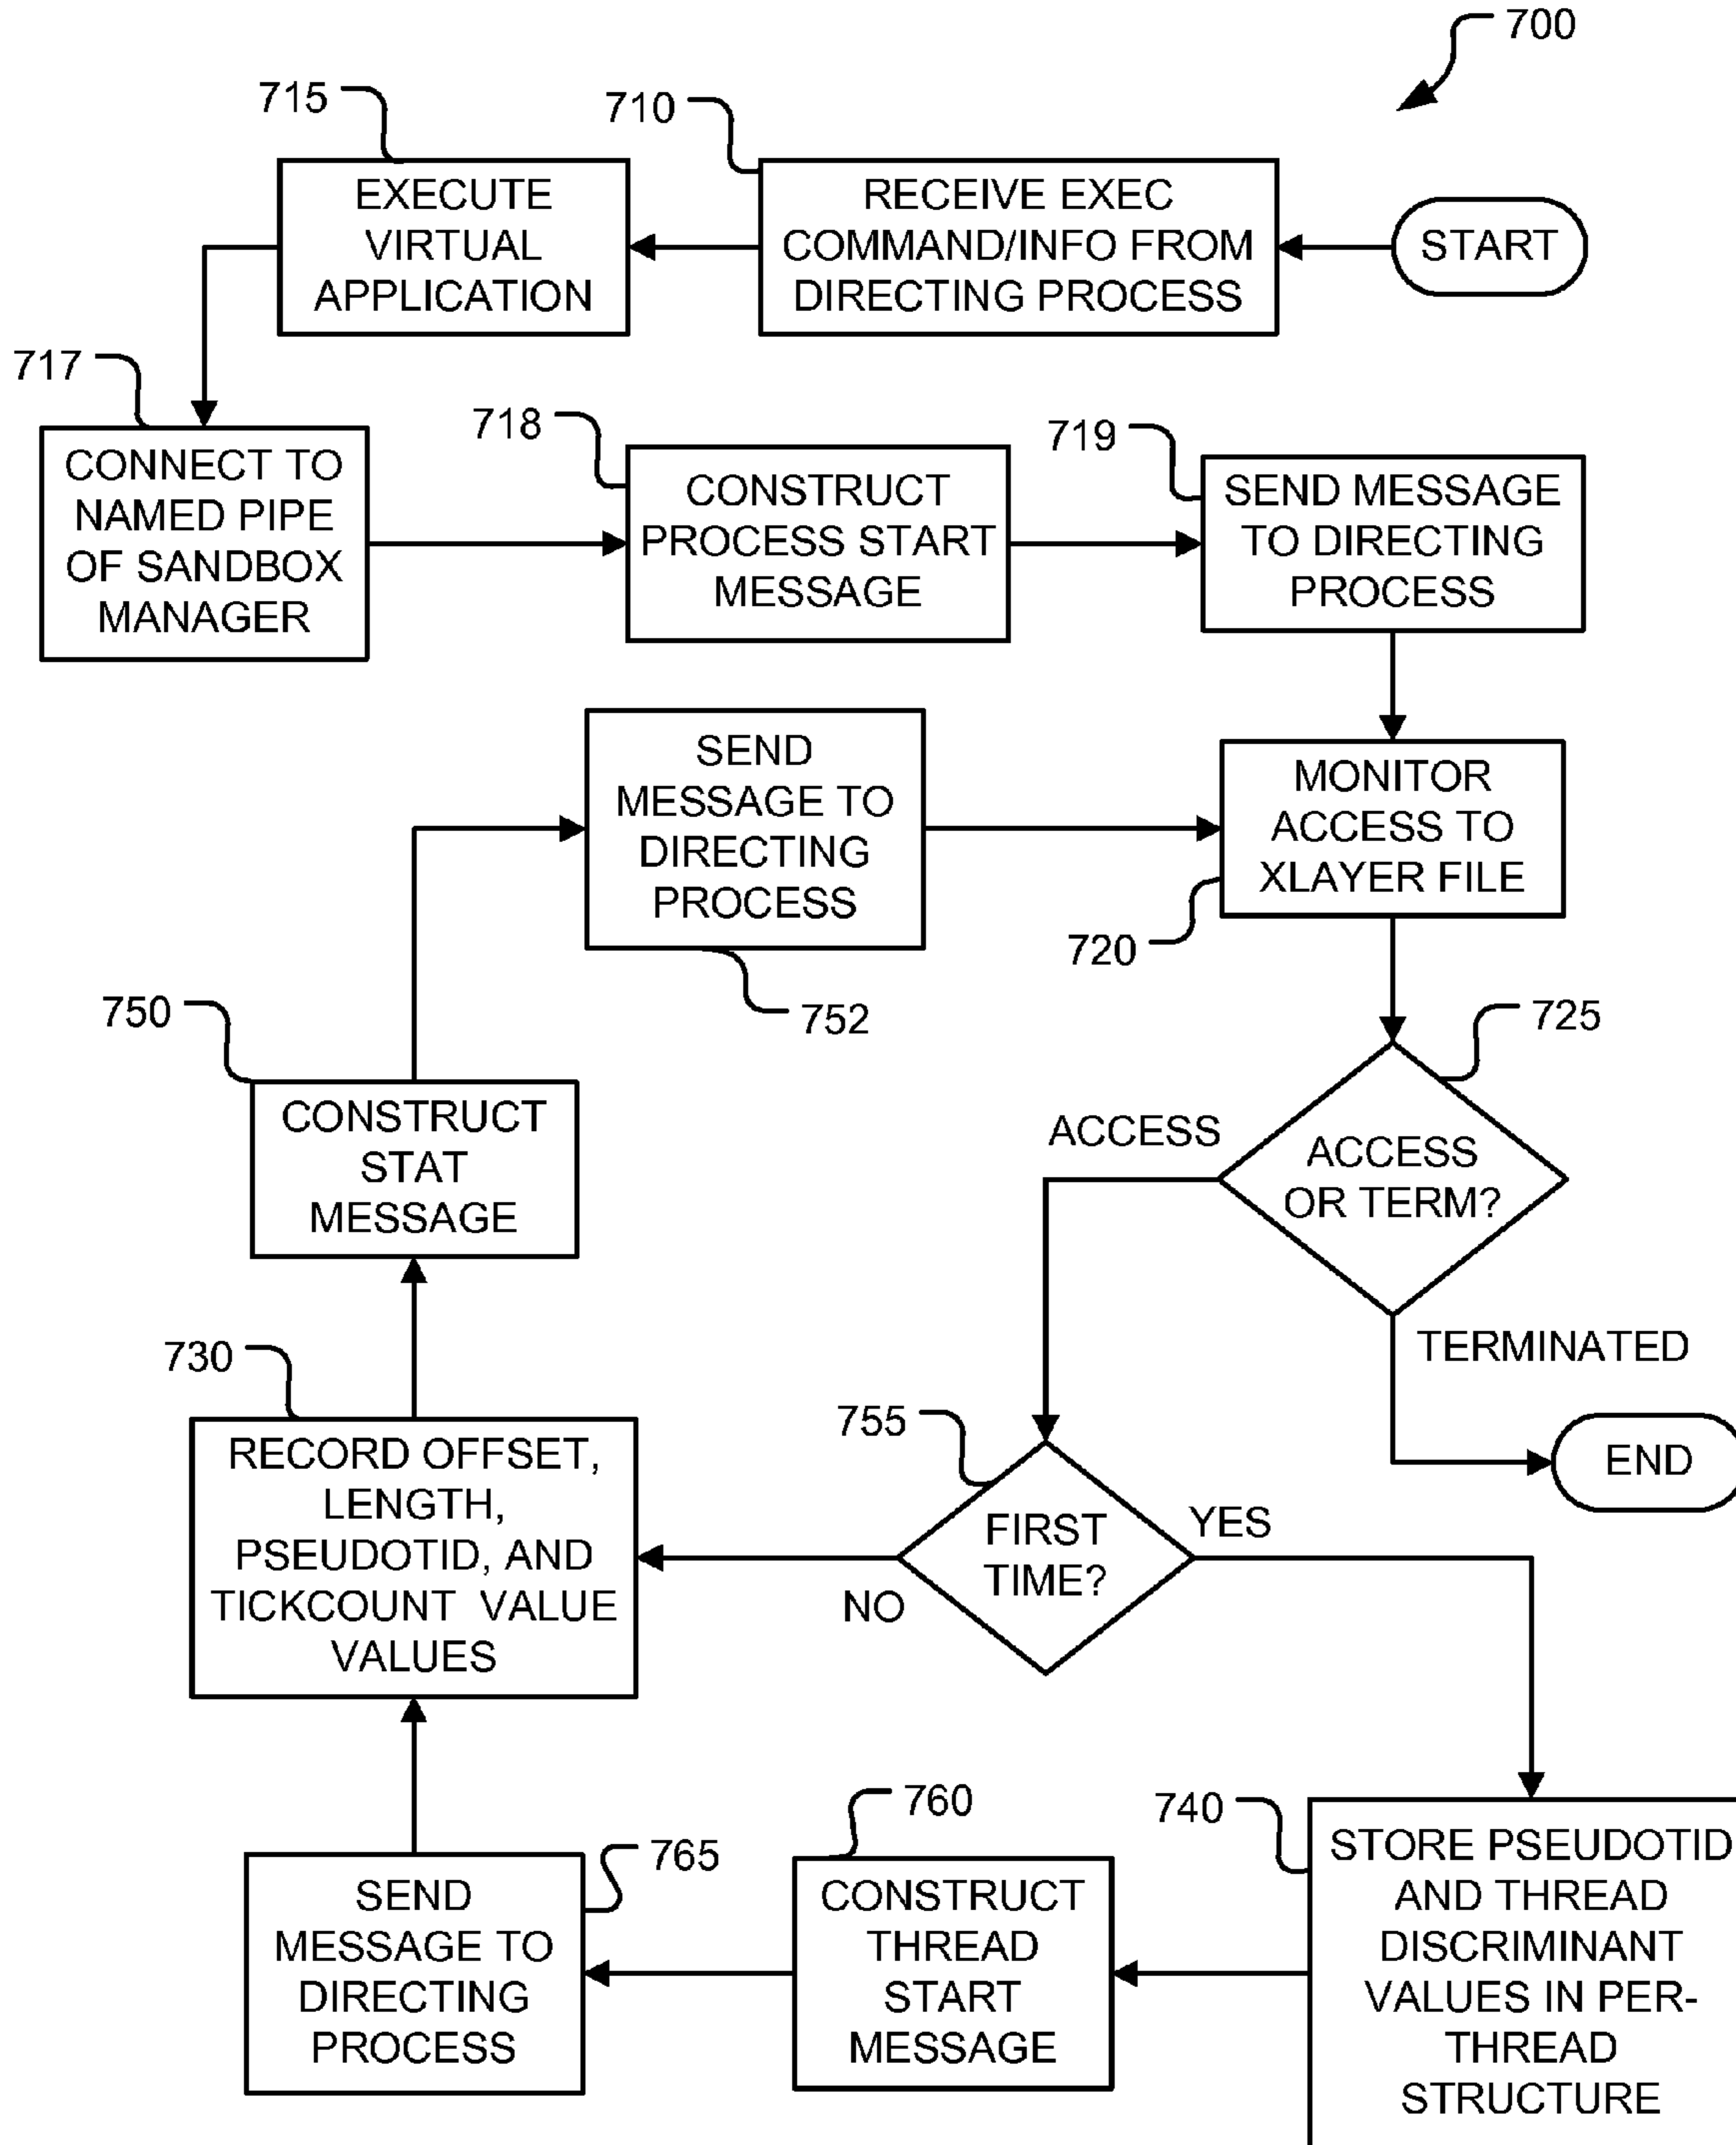 700
START
710
RECEIVE EXEC
COMMAND/INFO FROM
DIRECTING PROCESS
715
EXECUTE
VIRTUAL
APPLICATION
717
CONNECT TO
NAMED PIPE
OF SANDBOX
MANAGER
718
CONSTRUCT
PROCESS START
MESSAGE
719
SEND MESSAGE
TO DIRECTING
PROCESS
MONITOR
ACCESS TO
XLAYER FILE
720
725
ACCESS
OR TERM?
ACCESS
TERMINATED
END
755
FIRST
TIME?
YES
NO
740
STORE PSEUDOTID
AND THREAD
DISCRIMINANT
VALUES IN PER-
THREAD
STRUCTURE
760
CONSTRUCT
THREAD
START
MESSAGE
765
SEND
MESSAGE TO
DIRECTING
PROCESS
730
RECORD OFFSET,
LENGTH,
PSEUDOTID, AND
TICKCOUNT VALUE
VALUES
750
CONSTRUCT
STAT
MESSAGE
SEND
MESSAGE TO
DIRECTING
PROCESS
752